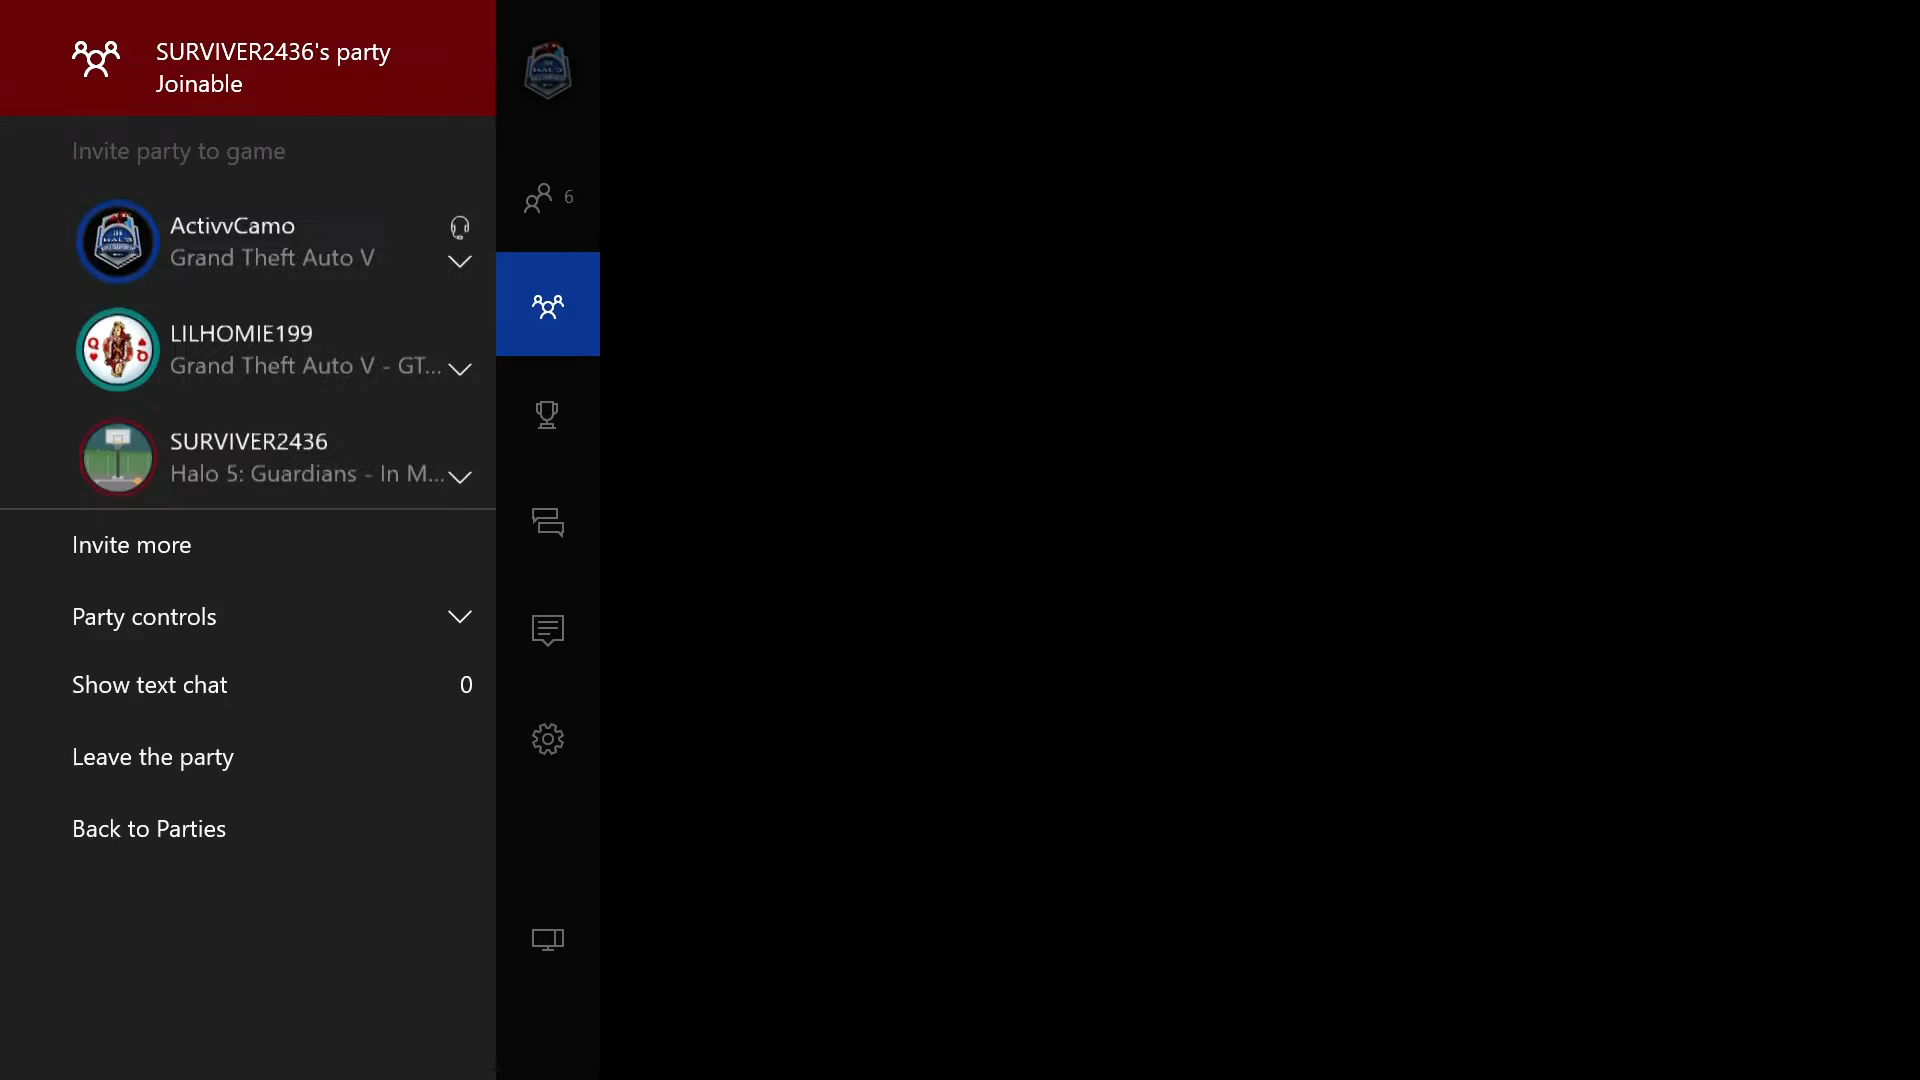 SURVIVER2436's party
Joinable
Invite party to game
ActivvCamo
Grand Theft Auto V
LILHOMIE199
Grand Theft Auto V - GT...
SURVIVER2436
Halo 5: Guardians - In M...
Invite more
Party controls
Show text chat 0
Leave the party
Back to Parties
6
HALO
Q
Q